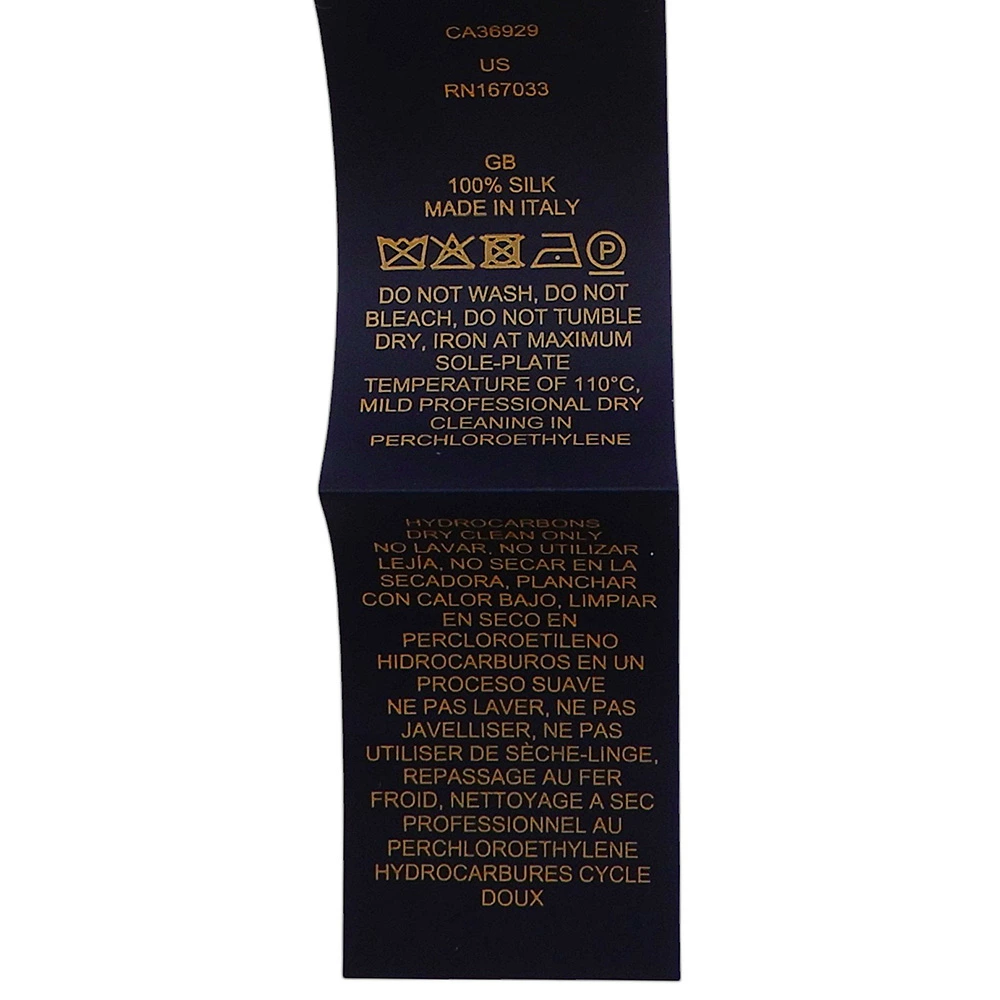 CA36929
US
RN167033
GB
100% SILK
MADE IN ITALY
P
DO NOT WASH, DO NOT
BLEACH, DO NOT TUMBLE
DRY, IRON AT MAXIMUM
SOLE-PLATE
TEMPERATURE OF 110°C,
MILD PROFESSIONAL DRY
CLEANING IN
PERCHLOROETHYLENE
HYDROCARBONS
DRY CLEAN ONLY
NO LAVAR, NO UTILIZAR
LEJÍA, NO SECAR EN LA
SECADORA, PLANCHAR
CON CALOR BAJO, LIMPIAR
EN SECO EN
PERCLOROETILENO
HIDROCARBUROS EN UN
PROCESO SUAVE
NE PAS LAVER, NE PAS
JAVELLISER, NE PAS
UTILISER DE SÈCHE-LINGE,
REPASSAGE AU FER
FROID, NETTOYAGE A SEC
PROFESSIONNEL AU
PERCHLOROETHYLENE
HYDROCARBURES CYCLE
DOUX